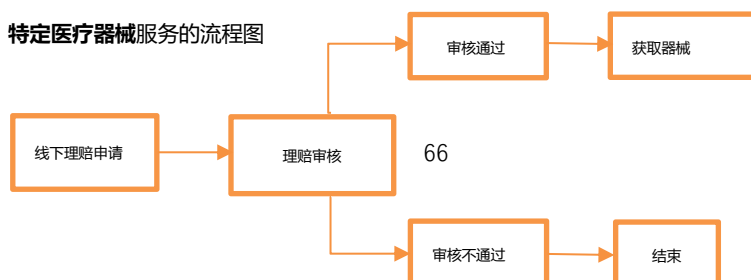 特定医疗器械服务的流程图
审核通过
获取器械
线下理赔申请
理赔审核
66
审核不通过
结束